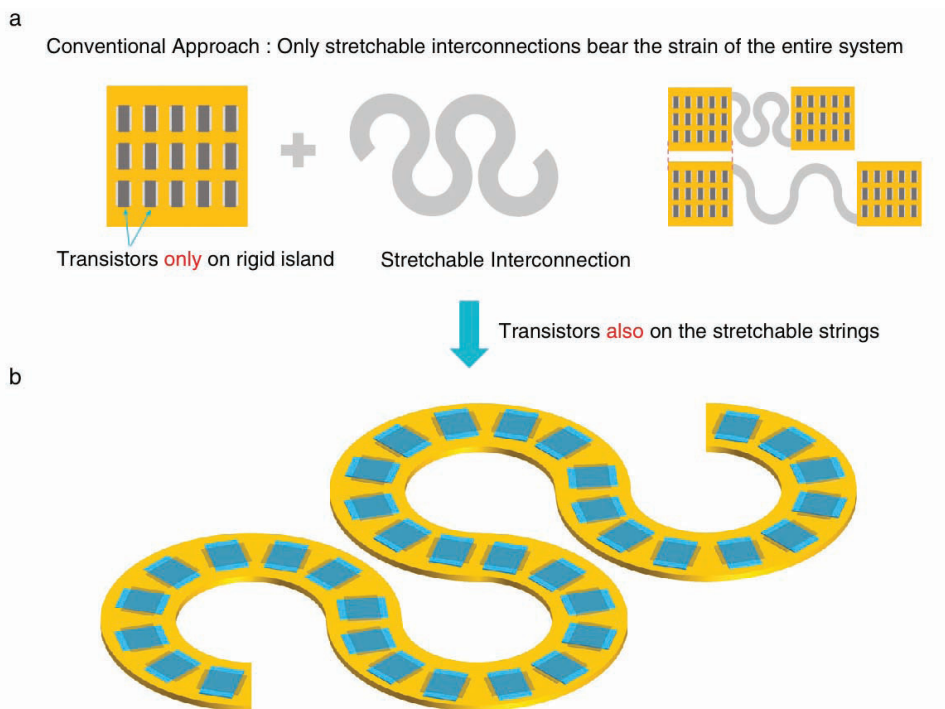 a
Conventional Approach : Only stretchable interconnections bear the strain of the entire system
Transistors only on rigid island
Stretchable Interconnection
Transistors also on the stretchable strings
b